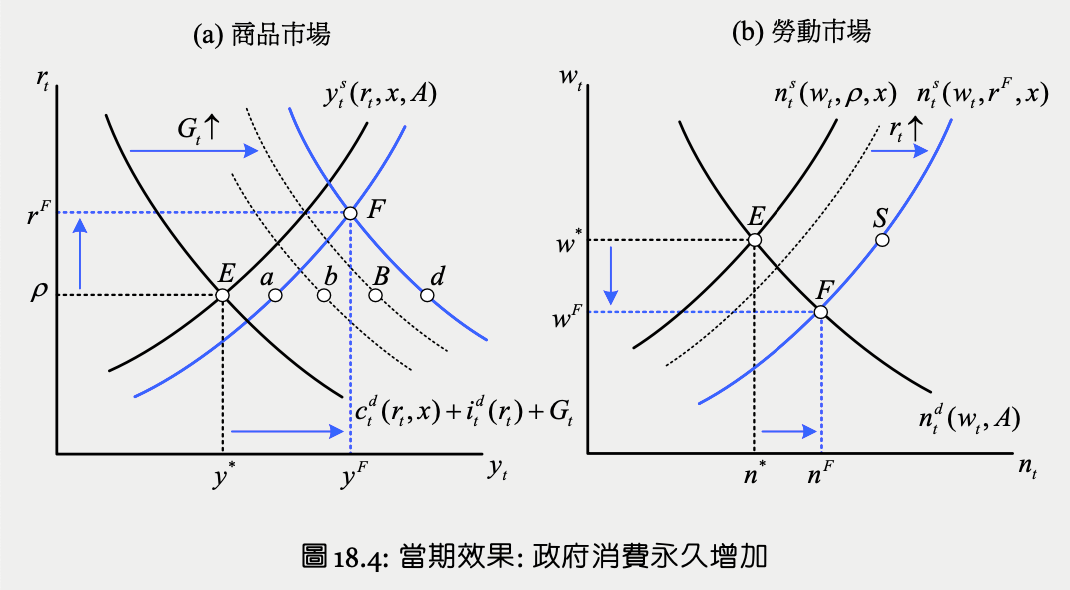 (a) 商品市場
(b) 勞動市場
r_t
y_t^s(r_t, x, A)
G_t↑
r^F
F
ρ
E
a
b
B
d
c_t^d(r_t, x) + i_t^d(r_t) + G_t
y^*
y^F
y_t
w_t
n_t^s(w_t, ρ, x)
n_t^s(w_t, r^F, x)
r_t↑
E
S
w^*
F
w^F
n_t^d(w_t, A)
n^*
n^F
n_t
圖 18.4: 當期效果: 政府消費永久增加